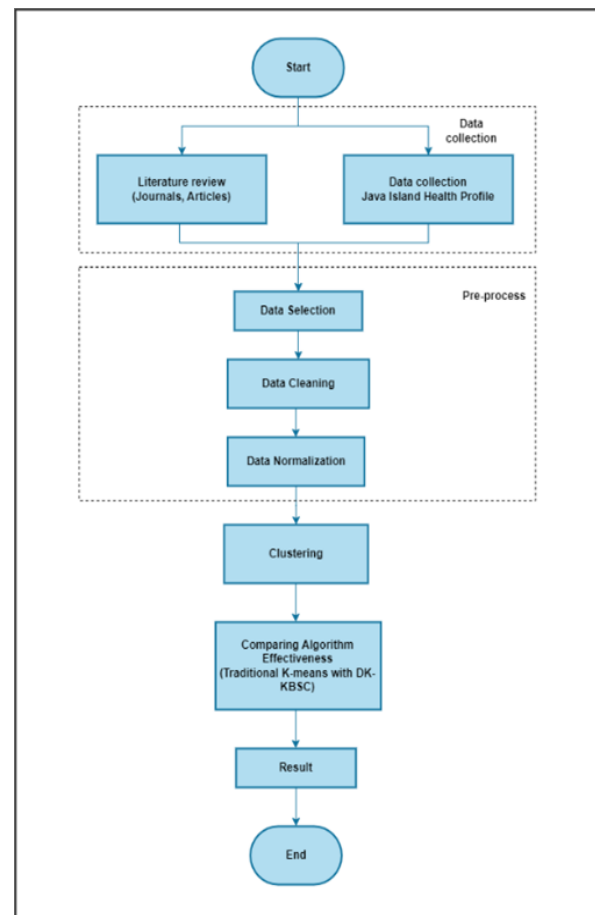 Start
Data
collection
Literature review
(Journals, Articles)
Data collection
Java Island Health Profile
Pre-process
Data Selection
Data Cleaning
Data Normalization
Clustering
Comparing Algorithm
Effectiveness
(Traditional K-means with DK-
KBSC)
Result
End